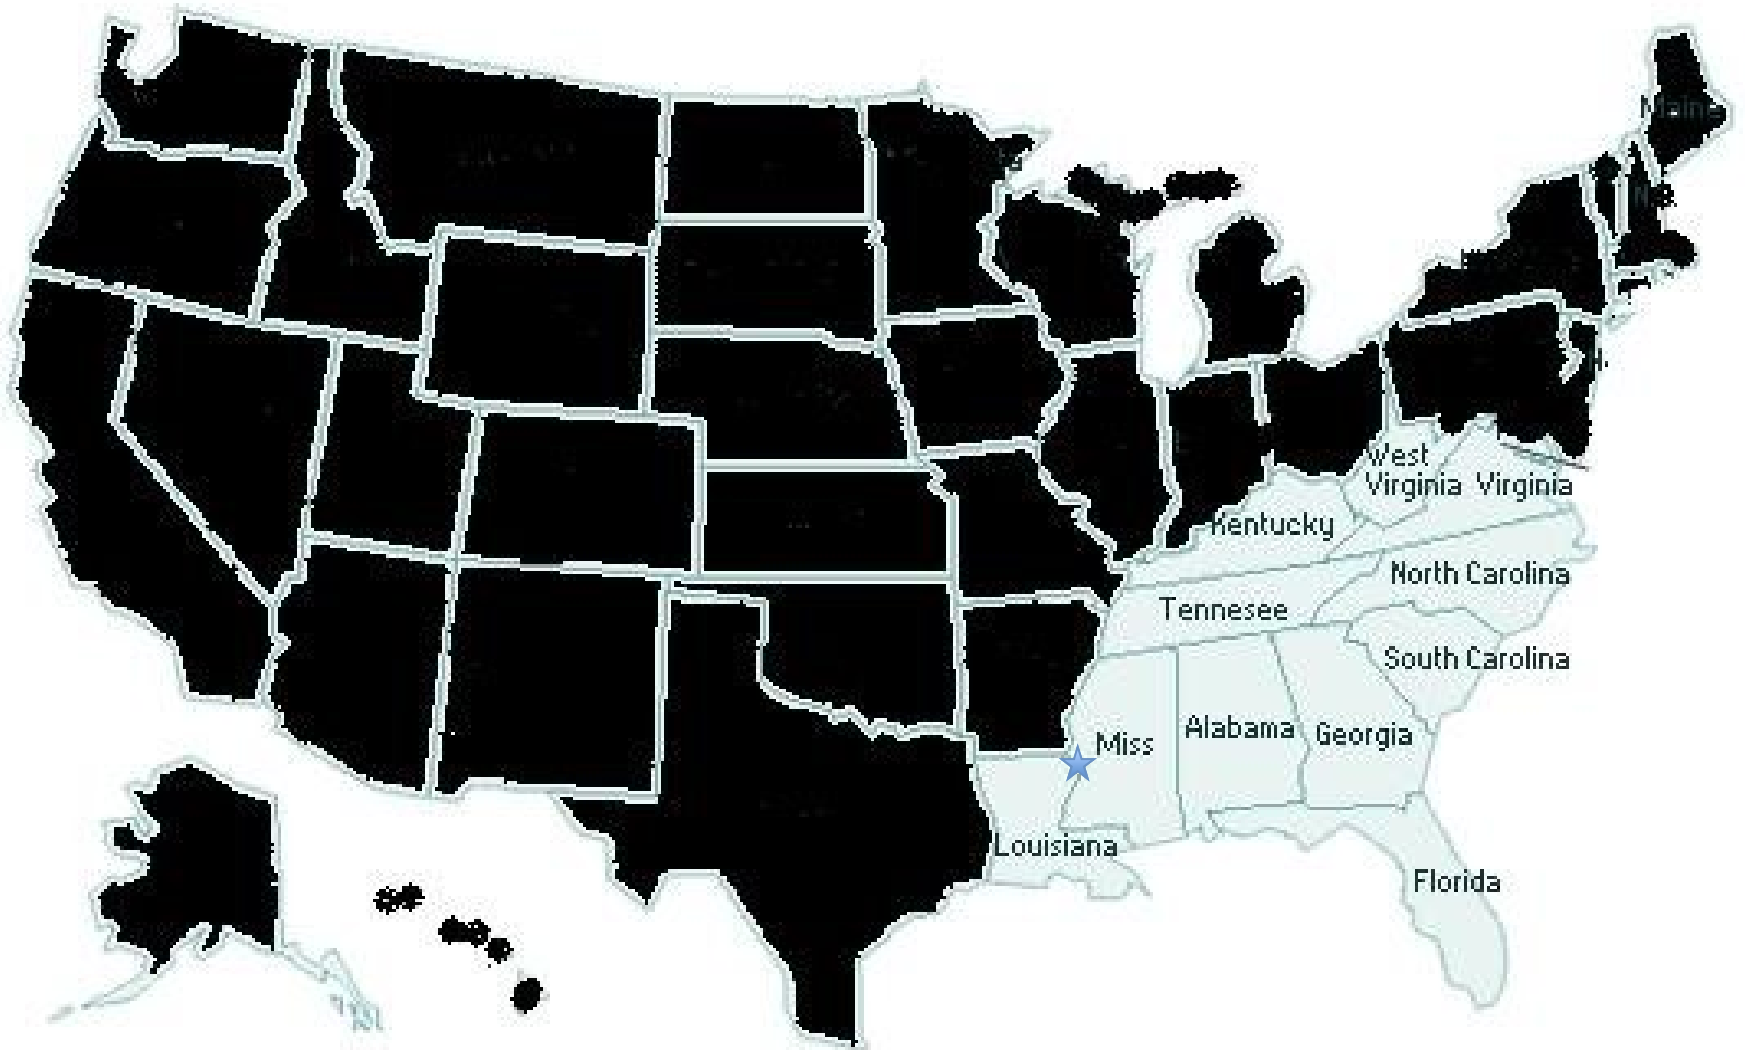 Maine
West
Virginia Virginia
Kentucky
North Carolina
Tennesee
South Carolina
Miss
Alabama
Georgia
Louisiana
Florida